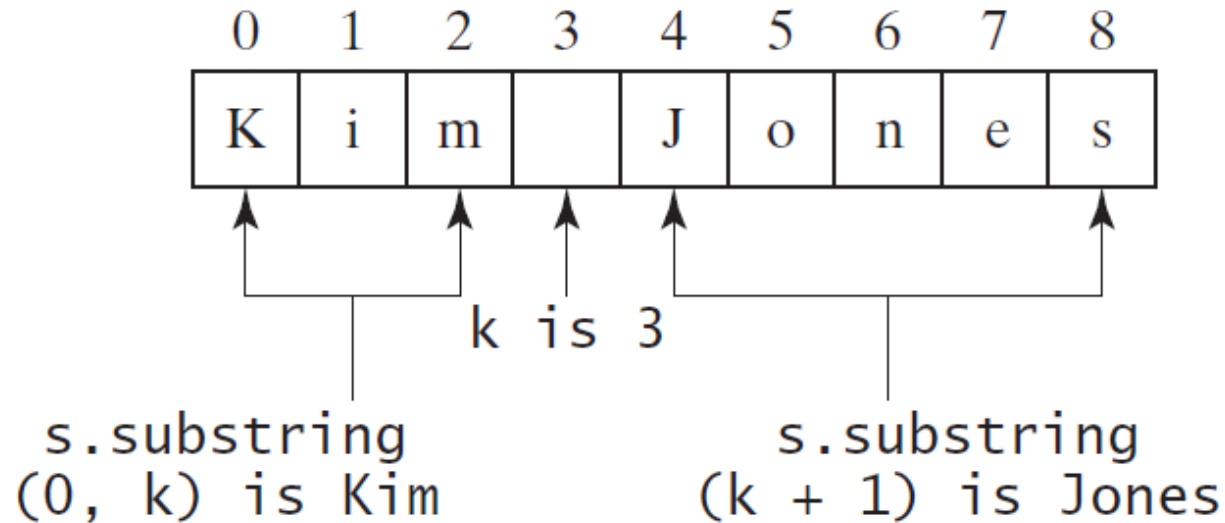 0 1 2 3 4 5 6 7 8
K i m J o n e s
k is 3
s.substring
(0, k) is Kim
s.substring
(k + 1) is Jones